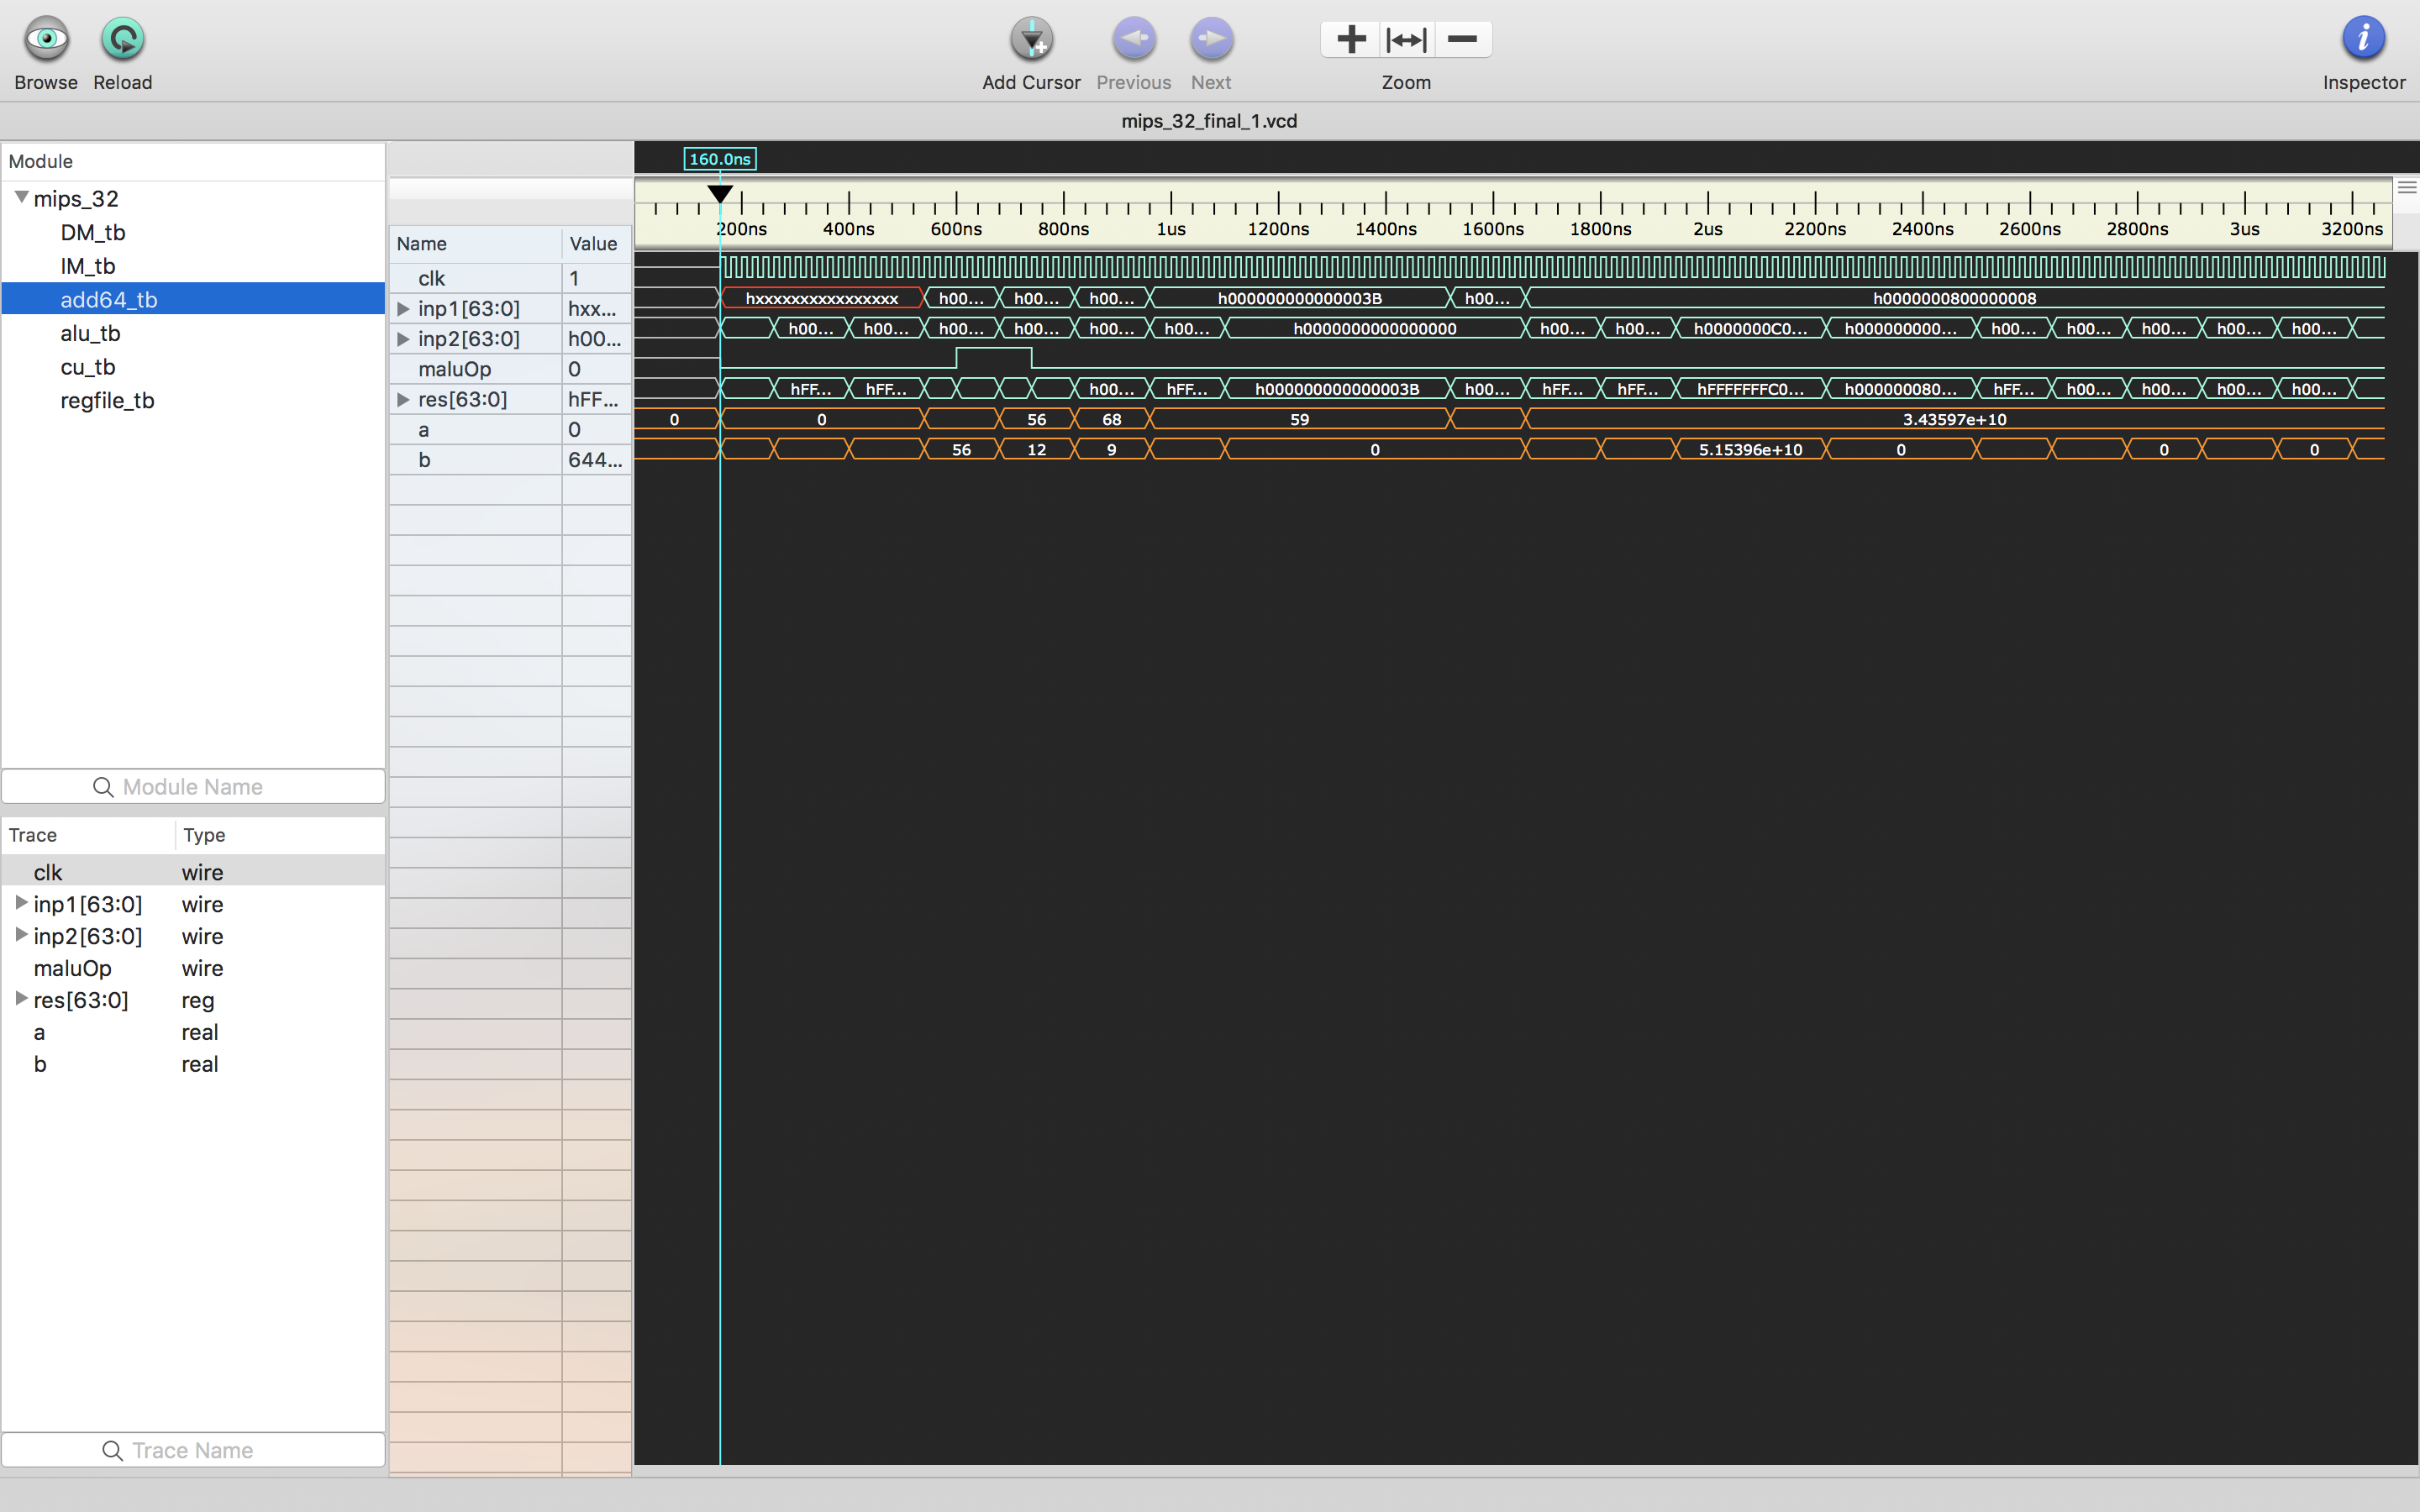 Browse Reload Add Cursor Previous Next Zoom Inspector
mips_32_final_1.vcd
Module
mips_32
DM_tb
IM_tb
add64_tb
alu_tb
cu_tb
regfile_tb
Module Name
Trace Type
clk wire
inp1[63:0] wire
inp2[63:0] wire
maluOp wire
res[63:0] reg
a real
b real
Trace Name
Name Value
clk 1
inp1[63:0] hxx...
inp2[63:0] h00...
maluOp 0
res[63:0] hFF...
a 0
b 644...
160.0ns
200ns 400ns 600ns 800ns 1us 1200ns 1400ns 1600ns 1800ns 2us 2200ns 2400ns 2600ns 2800ns 3us 3200ns
hxxxxxxxxxxxxxxxx h00... h00... h00... h000000000000003B h00... h0000000800000008
h00... h00... h00... h00... h00... h00... h0000000000000000 h00... h00... h0000000C0... h000000000... h00... h00... h00... h00... h00...
hFF... hFF... h00... hFF... h000000000000003B h00... hFF... hFF... hFFFFFFFC0... h000000080... hFF... h00... h00... h00... h00...
0 0 56 68 59 3.43597e+10
56 12 9 0 5.15396e+10 0 0 0